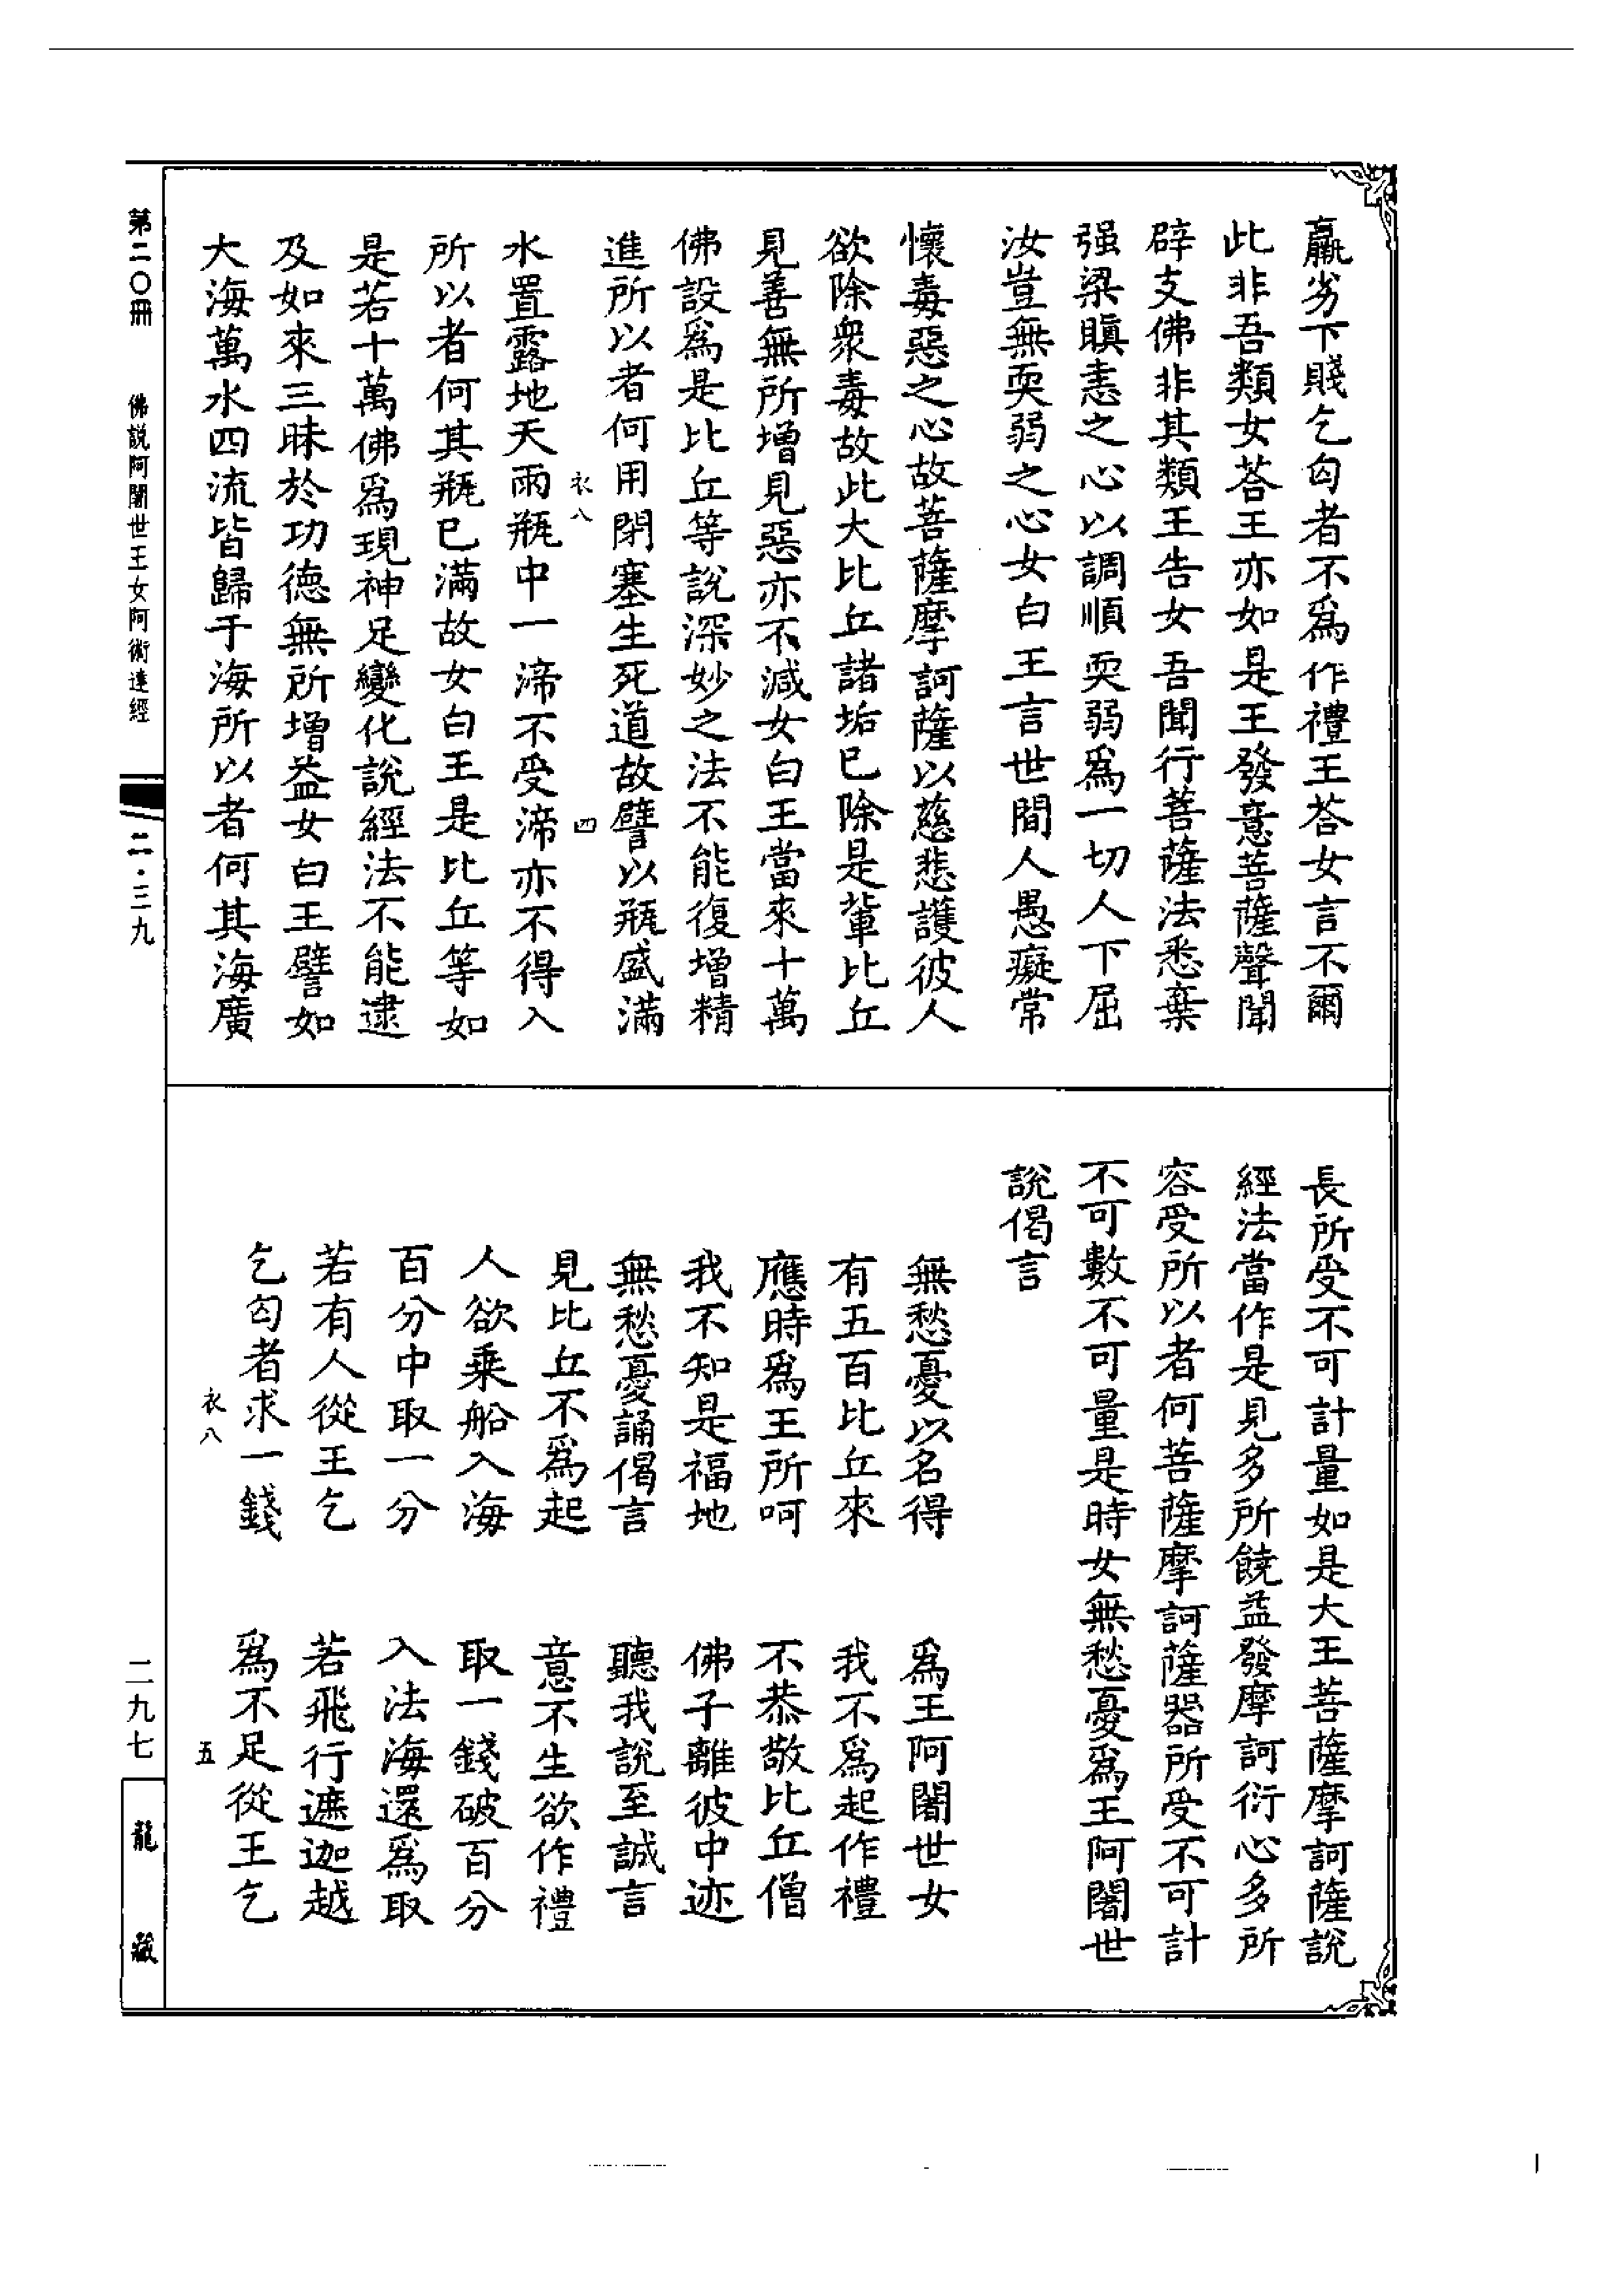 羸劣下賤乞匄者不爲作禮王荅女言不爾
此非吾類女荅王亦如是王發意菩薩聲聞
辟支佛非其類王告女吾聞行菩薩法悉棄
强梁瞋恚之心以調順耎弱爲一切人下屈
汝豈無耎弱之心女白王言世間人愚癡常
懷毒惡之心故菩薩摩訶薩以慈悲護彼人
欲除衆毒故此大比丘諸垢已除是輩比丘
見善無所增見惡亦不減女白王當來十萬
佛設爲是比丘等說深妙之法不能復增精
進所以者何用閉塞生死道故譬以瓶盛滿
衣八 四
水置露地天雨瓶中一渧不受渧亦不得入
所以者何其瓶已滿故女白王是比丘等如
是若十萬佛爲現神足變化說經法不能逮
及如來三昧於功德無所增益女白王譬如
大海萬水四流皆歸于海所以者何其海廣
長所受不可計量如是大王菩薩摩訶薩說
經法當作是見多所饒益發摩訶衍心多所
容受所以者何菩薩摩訶薩器所受不可計
不可數不可量是時女無愁憂爲王阿闍世
說偈言
無愁憂以名得 爲王阿闍世女
有五百比丘來 我不爲起作禮
應時爲王所呵 不恭敬比丘僧
我不知是福地 佛子離彼中迹
無愁憂誦偈言 聽我說至誠言
見比丘不爲起 意不生欲作禮
人欲乘船入海 取一錢破百分
百分中取一分 入法海還爲取
若有人從王乞 若飛行遮迦越
乞匄者求一錢 爲不足從王乞
衣八 五
第二〇冊 佛説阿闍世王女阿術達經 二·三九
二九七 龍藏